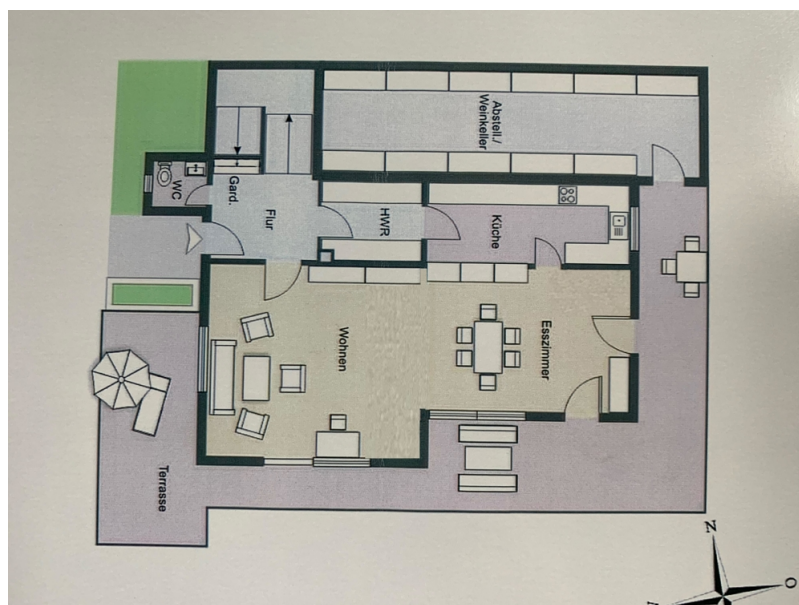 O
N
Esszimmer
Abstell./
Weinkeller
Küche
HWR
Wohnen
Flur
Gard.
WC
Terrasse